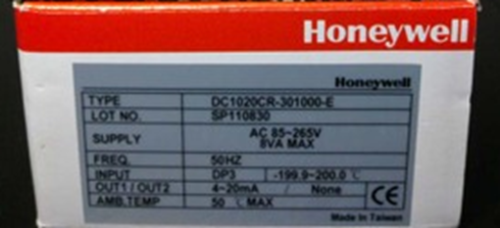 Honeywell
Honeywell
TYPE DC1020CR-301000-E
LOT NO. SP110830
SUPPLY AC 85~265V
8VA MAX
FREQ. 50HZ
INPUT DP3 -199.9~200.0 ℃
OUT1 / OUT2 4~20mA / None
AMB.TEMP 50 ℃ MAX
CE
Made In Taiwan